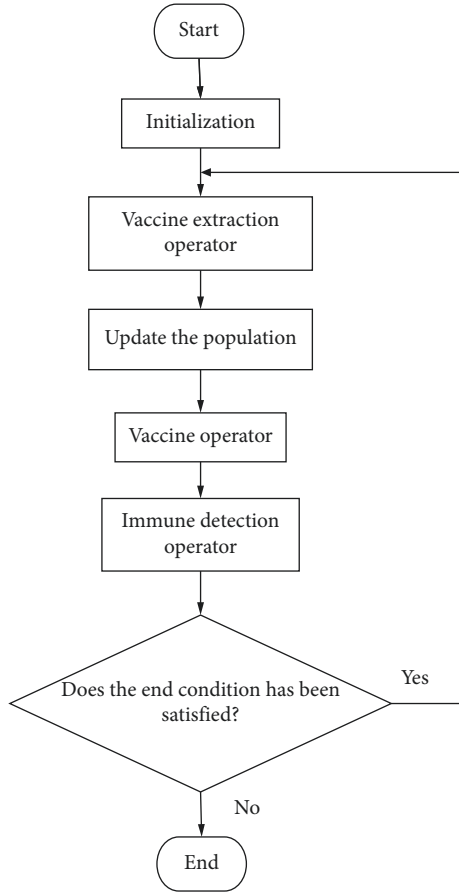 Start
Initialization
Vaccine extraction
operator
Update the population
Vaccine operator
Immune detection
operator
Does the end condition has been
satisfied?
Yes
No
End